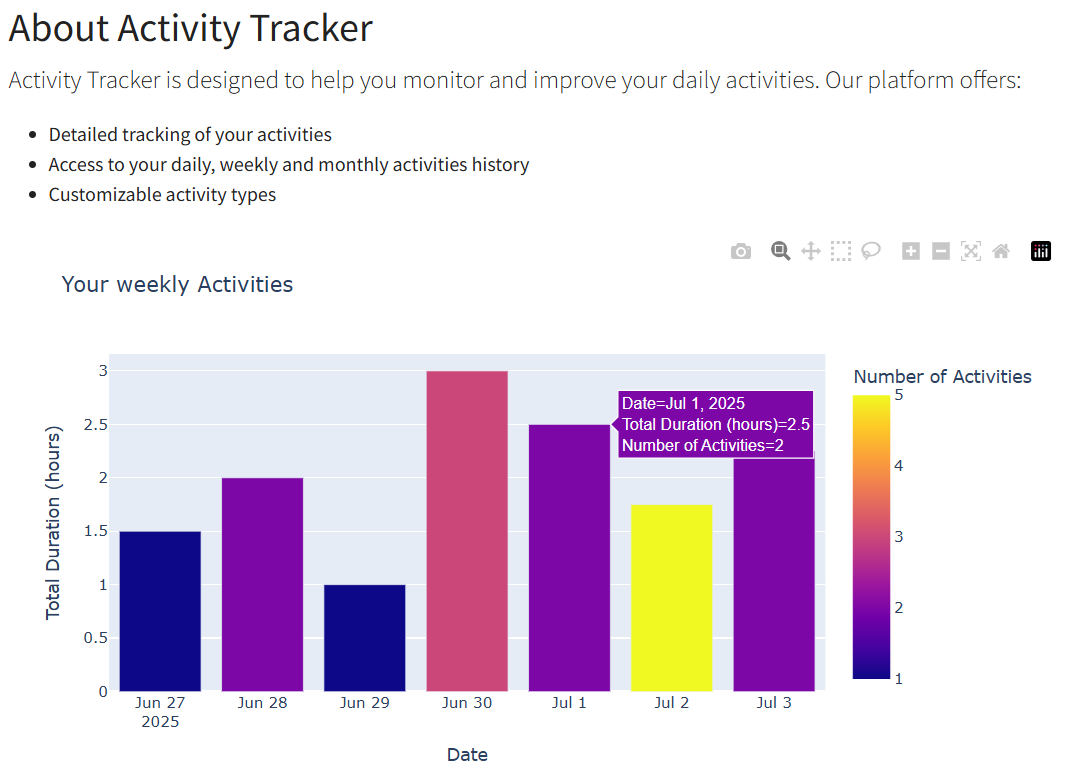 About Activity Tracker
Activity Tracker is designed to help you monitor and improve your daily activities. Our platform offers:
Detailed tracking of your activities
Access to your daily, weekly and monthly activities history
Customizable activity types
Your weekly Activities
Number of Activities
5
4
3
2
1
Total Duration (hours)
3
2.5
2
1.5
1
0.5
0
Date=Jul 1, 2025
Total Duration (hours)=2.5
Number of Activities=2
Jun 27 Jun 28 Jun 29 Jun 30 Jul 1 Jul 2 Jul 3
2025
Date